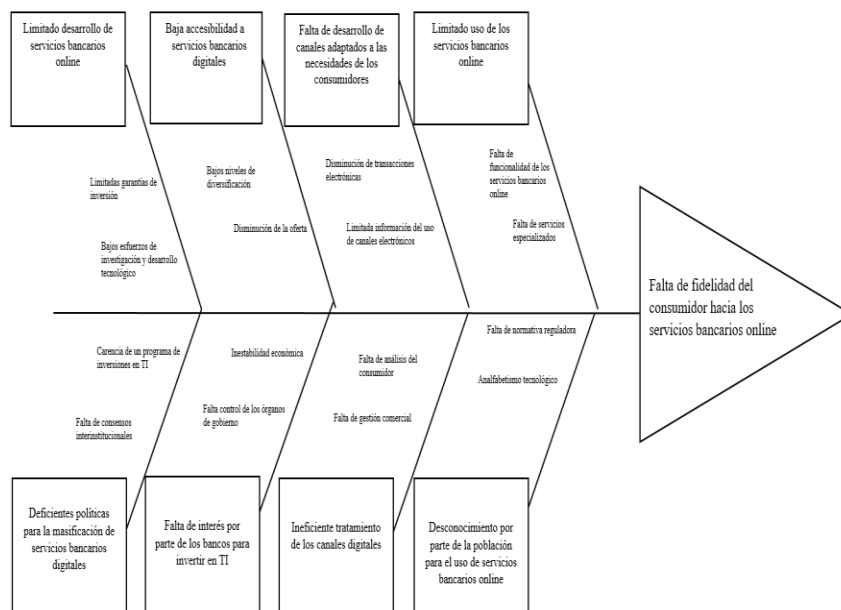 Limitado desarrollo de
servicios bancarios
online
Baja accesibilidad a
servicios bancarios
digitales
Falta de desarrollo de
canales adaptados a las
necesidades de los
consumidores
Limitado uso de los
servicios bancarios
online
Limitadas garantías de
inversión
Bajos esfuerzos de
investigación y desarrollo
tecnológico
Bajos niveles de
diversificación
Disminución de la oferta
Disminución de transacciones
electrónicas
Limitada información del uso
de canales electrónicos
Falta de
funcionalidad de los
servicios bancarios
online
Falta de servicios
especializados
Falta de fidelidad del
consumidor hacia los
servicios bancarios online
Carencia de un programa de
inversiones en TI
Falta de consensos
interinstitucionales
Inestabilidad económica
Falta control de los órganos
de gobierno
Falta de análisis del
consumidor
Falta de gestión comercial
Falta de normativa reguladora
Analfabetismo tecnológico
Deficientes políticas
para la masificación de
servicios bancarios
digitales
Falta de interés por
parte de los bancos para
invertir en TI
Ineficiente tratamiento
de los canales digitales
Desconocimiento por
parte de la población
para el uso de servicios
bancarios online